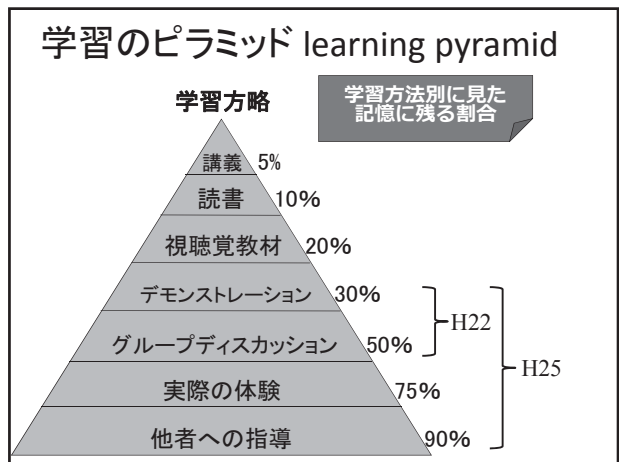 学習のピラミッド learning pyramid
学習方略
学習方法別に見た
記憶に残る割合
講義 5%
読書 10%
視聴覚教材 20%
デモンストレーション 30%
グループディスカッション 50%
H22
H25
実際の体験 75%
他者への指導 90%